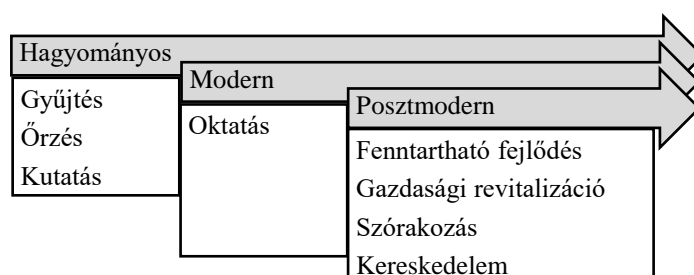 Hagyományos
Gyűjtés
Őrzés
Kutatás
Modern
Oktatás
Posztmodern
Fenntartható fejlődés
Gazdasági revitalizáció
Szórakozás
Kereskedelem